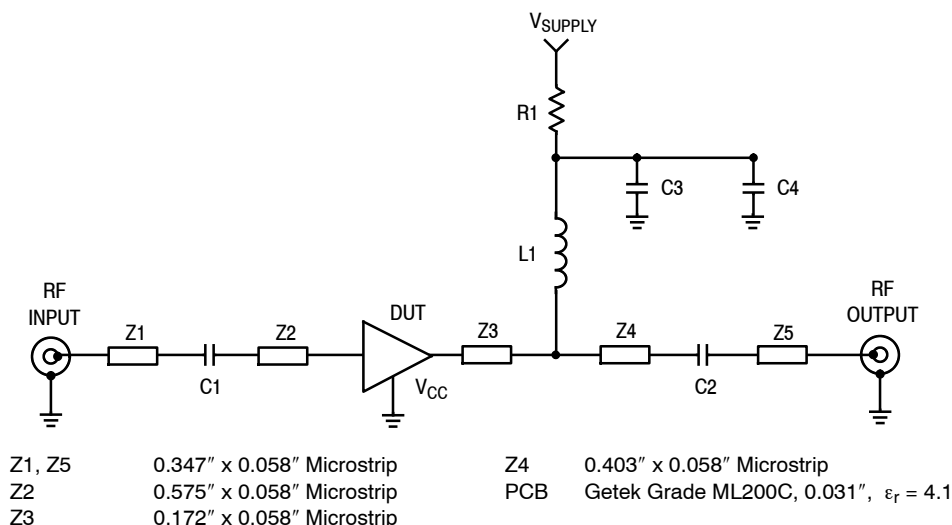 V_SUPPLY
R1
C3
C4
L1
RF
INPUT
DUT
RF
OUTPUT
Z1
Z2
Z3
Z4
Z5
C1
V_CC
C2
Z1, Z5 0.347″ x 0.058″ Microstrip
Z2 0.575″ x 0.058″ Microstrip
Z3 0.172″ x 0.058″ Microstrip
Z4 0.403″ x 0.058″ Microstrip
PCB Getek Grade ML200C, 0.031″, εr = 4.1